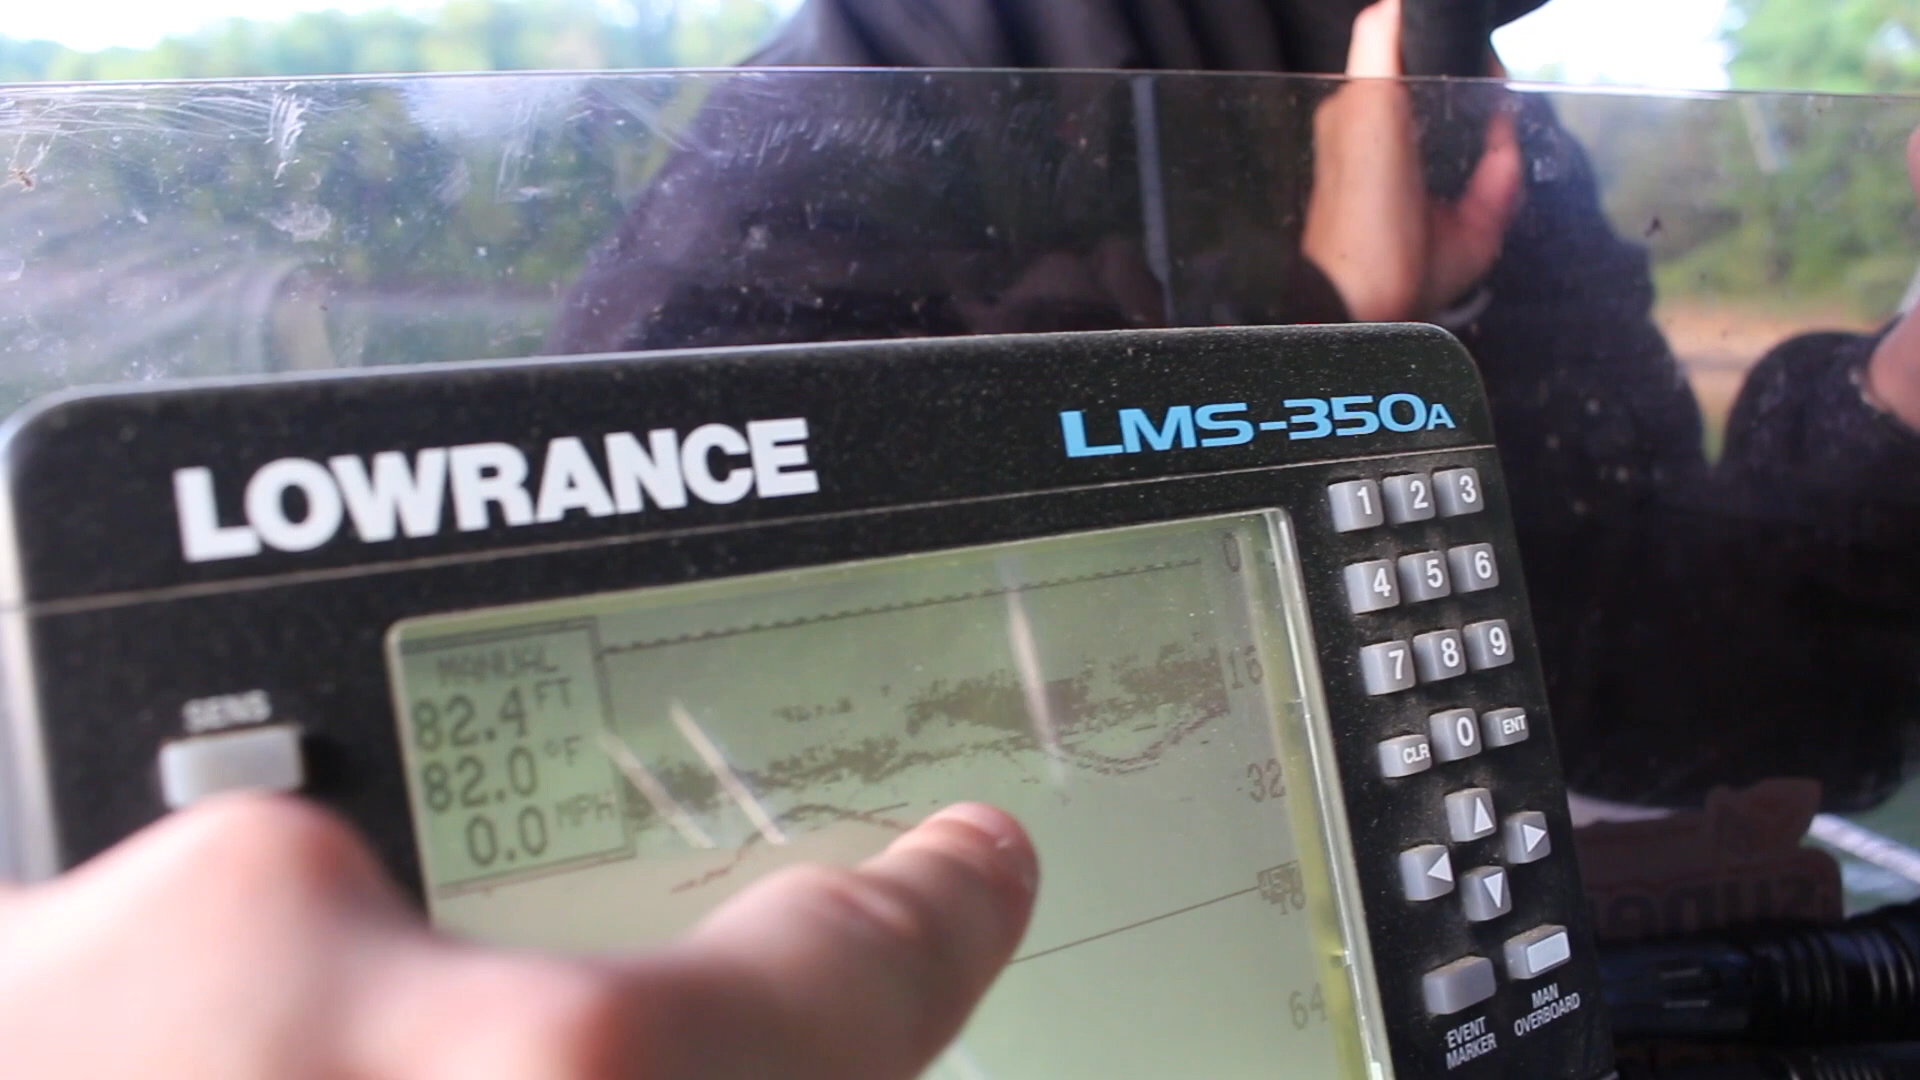 LOWRANCE
LMS-350A
SENS
MANUAL
82.4 FT
82.0 °F
0.0 MPH
0
16
32
48
64
1 2 3
4 5 6
7 8 9
CLR 0 ENT
EVENT
MARKER
MAN
OVERBOARD